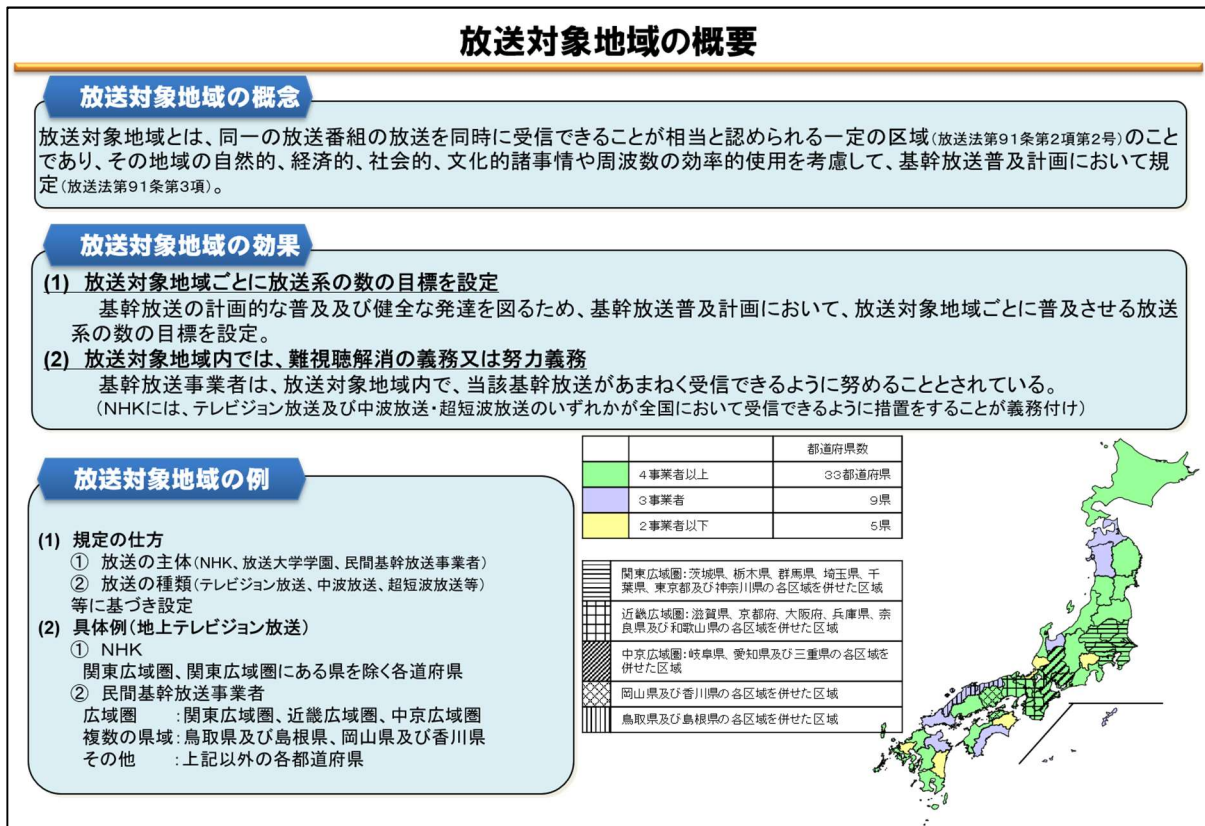 放送対象地域の概要
放送対象地域の概念
放送対象地域とは、同一の放送番組の放送を同時に受信できることが相当と認められる一定の区域(放送法第91条第2項第2号)のこと
であり、その地域の自然的、経済的、社会的、文化的諸事情や周波数の効率的使用を考慮して、基幹放送普及計画において規
定(放送法第91条第3項)。
放送対象地域の効果
(1) 放送対象地域ごとに放送系の数の目標を設定
基幹放送の計画的な普及及び健全な発達を図るため、基幹放送普及計画において、放送対象地域ごとに普及させる放送
系の数の目標を設定。
(2) 放送対象地域内では、難視聴解消の義務又は努力義務
基幹放送事業者は、放送対象地域内で、当該基幹放送があまねく受信できるように努めることとされている。
(NHKには、テレビジョン放送及び中波放送・超短波放送のいずれかが全国において受信できるように措置をすることが義務付け)
放送対象地域の例
(1) 規定の仕方
① 放送の主体(NHK、放送大学学園、民間基幹放送事業者)
② 放送の種類(テレビジョン放送、中波放送、超短波放送等)
等に基づき設定
(2) 具体例(地上テレビジョン放送)
① NHK
関東広域圏、関東広域圏にある県を除く各道府県
② 民間基幹放送事業者
広域圏 :関東広域圏、近畿広域圏、中京広域圏
複数の県域:鳥取県及び島根県、岡山県及び香川県
その他 :上記以外の各都道府県
都道府県数
4事業者以上 33都道府県
3事業者 9県
2事業者以下 5県
関東広域圏:茨城県、栃木県、群馬県、埼玉県、千
葉県、東京都及び神奈川県の各区域を併せた区域
近畿広域圏:滋賀県、京都府、大阪府、兵庫県、奈
良県及び和歌山県の各区域を併せた区域
中京広域圏:岐阜県、愛知県及び三重県の各区域を
併せた区域
岡山県及び香川県の各区域を併せた区域
鳥取県及び島根県の各区域を併せた区域